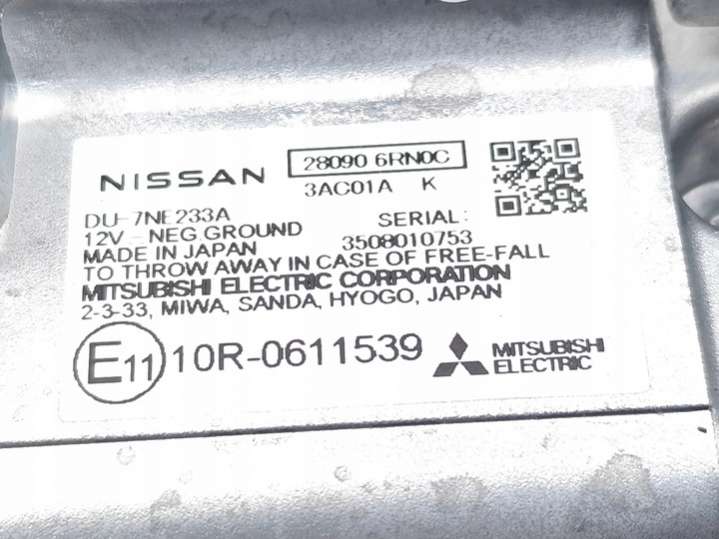 NISSAN 28090 6RN0C
3AC01A K
DU-7NE233A
SERIAL:
12V - NEG.GROUND
3508010753
MADE IN JAPAN
TO THROW AWAY IN CASE OF FREE-FALL
MITSUBISHI ELECTRIC CORPORATION
2-3-33, MIWA, SANDA, HYOGO, JAPAN
E11 10R-0611539
MITSUBISHI
ELECTRIC